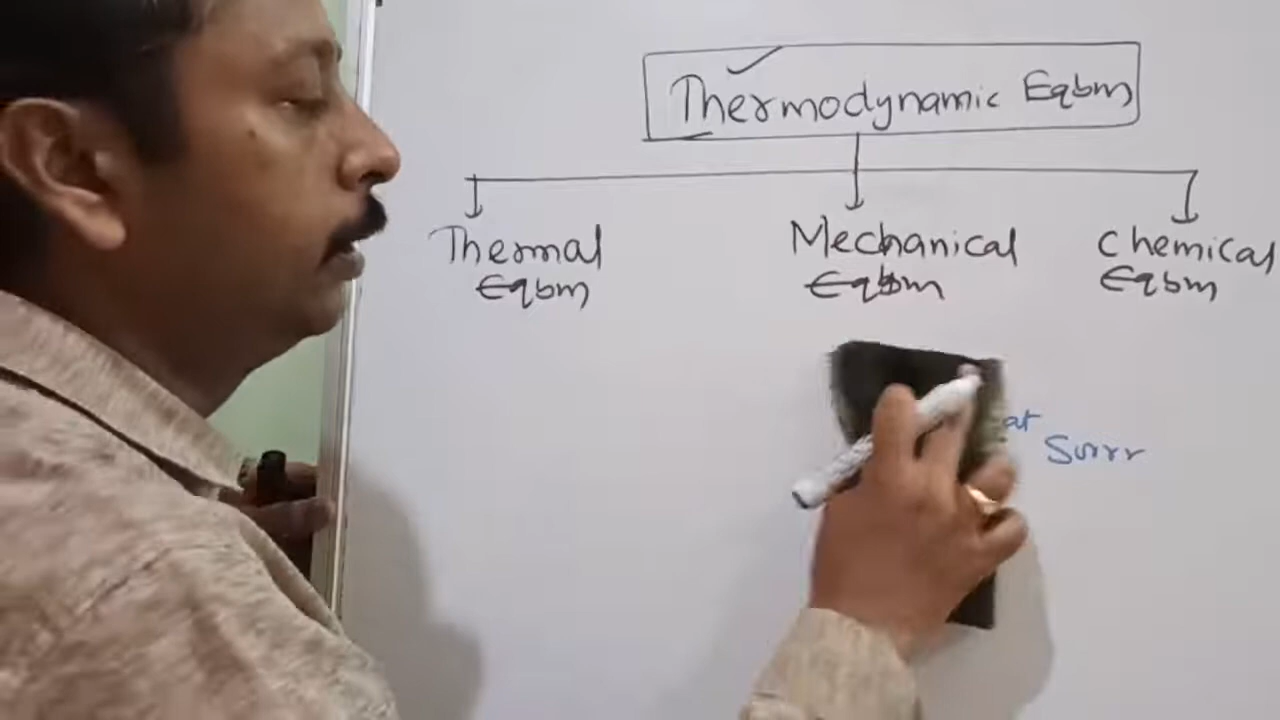 Thermodynamic Eqbm
Thermal
Eqbm
Mechanical
Eqbm
Chemical
Eqbm
Surr